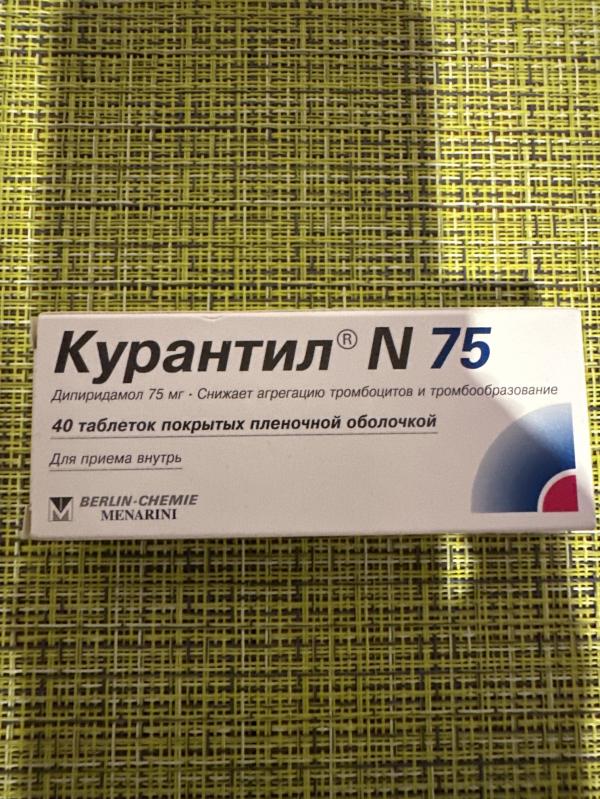 Курантил® N 75
Дипиридамол 75 мг · Снижает агрегацию тромбоцитов и тромбообразование
40 таблеток покрытых пленочной оболочкой
Для приема внутрь
BERLIN-CHEMIE
MENARINI